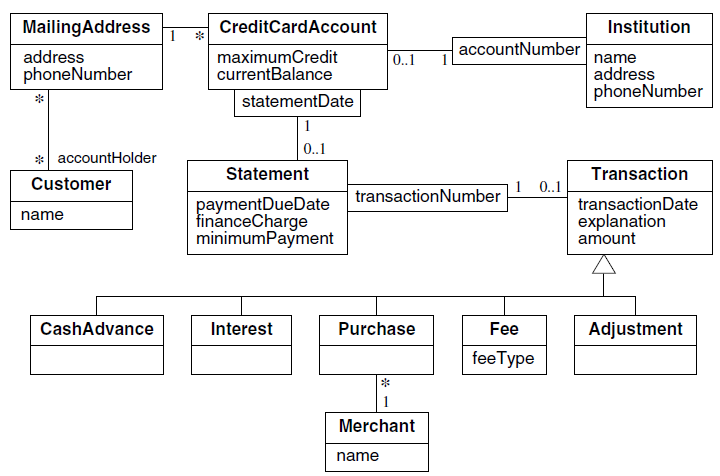 MailingAddress
address
phoneNumber
1
*
CreditCardAccount
maximumCredit
currentBalance
0..1
1
accountNumber
Institution
name
address
phoneNumber
statementDate
1
0..1
*
* accountHolder
Customer
name
Statement
paymentDueDate
financeCharge
minimumPayment
transactionNumber
1
0..1
Transaction
transactionDate
explanation
amount
CashAdvance
Interest
Purchase
Fee
feeType
Adjustment
*
1
Merchant
name